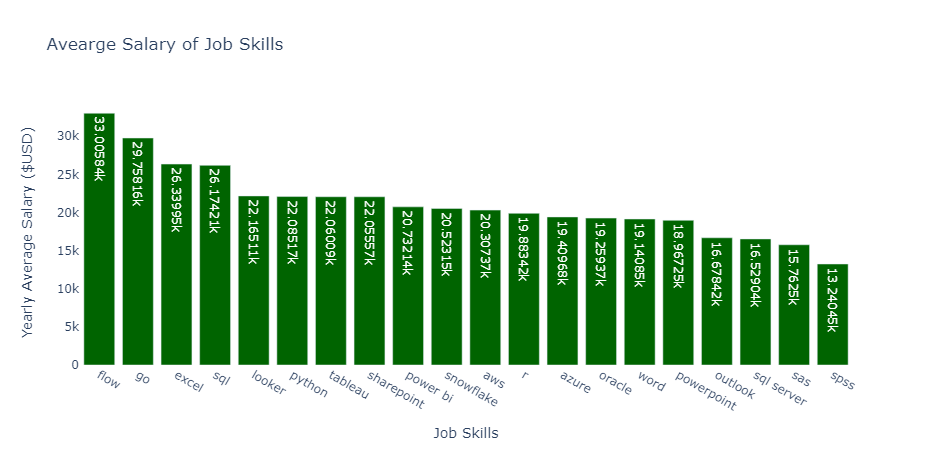 Avearge Salary of Job Skills
Yearly Average Salary ($USD)
30k
25k
20k
15k
10k
5k
0
33.00584k
29.75816k
26.33995k
26.17421k
22.16511k
22.08517k
22.06009k
22.05557k
20.73214k
20.52315k
20.30737k
19.88342k
19.40968k
19.25937k
19.14085k
18.96725k
16.67842k
16.52904k
15.7625k
13.24045k
flow
go
excel
sql
looker
python
tableau
sharepoint
power bi
snowflake
aws
r
azure
oracle
word
powerpoint
outlook
sql server
sas
spss
Job Skills